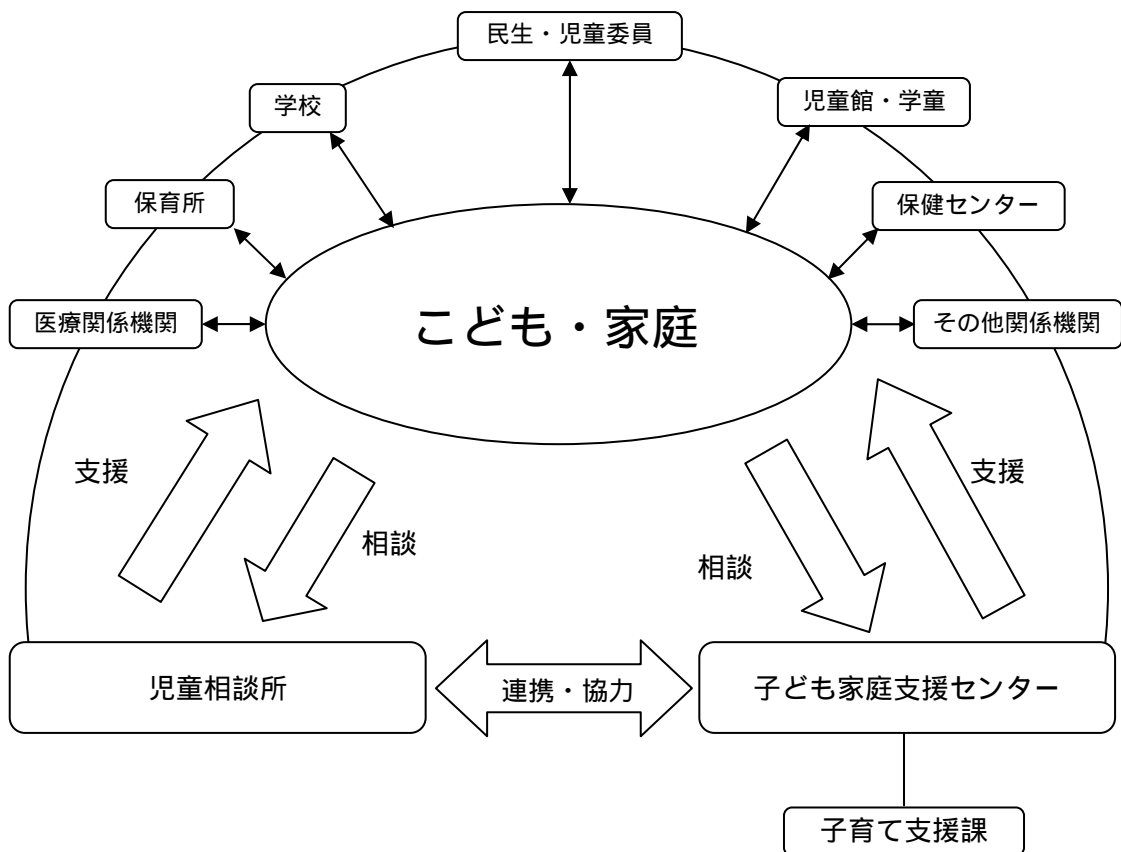 民生・児童委員
学校
児童館・学童
保育所
保健センター
医療関係機関
こども・家庭
その他関係機関
支援
相談
相談
支援
児童相談所
連携・協力
子ども家庭支援センター
子育て支援課